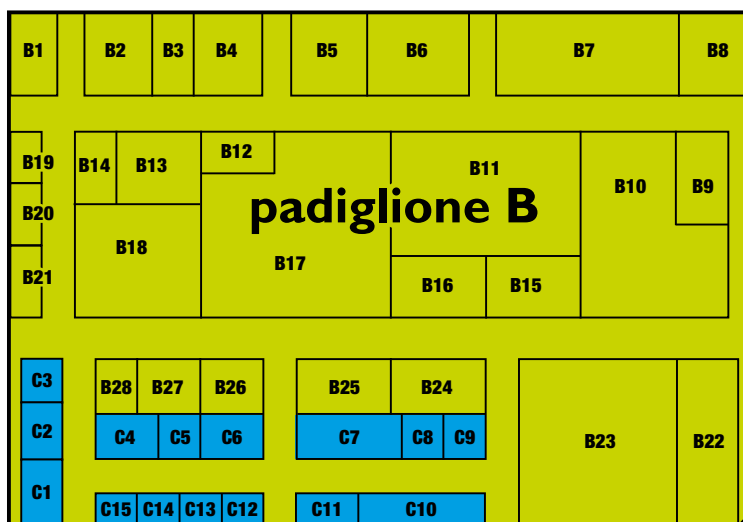 B1 B2 B3 B4 B5 B6 B7 B8
B19 B14 B13 B12 B11 B10 B9
B20 padiglione B
B21 B18 B17 B16 B15
C3 B28 B27 B26 B25 B24
C2 C4 C5 C6 C7 C8 C9 B23 B22
C1 C15 C14 C13 C12 C11 C10